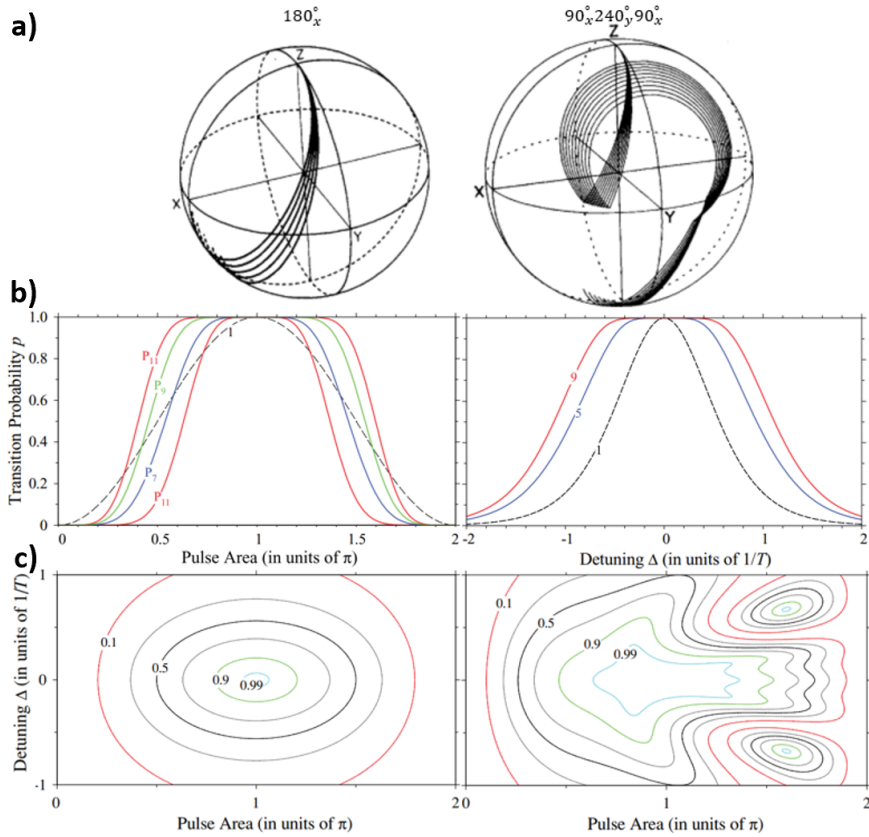 a)
180°x
90°x240°y90°x
Z
X
Y
Z
X
Y
b)
Transition Probability p
1.0
0.8
0.6
0.4
0.2
0
P11
P9
P7
P11
1
0
0.5
1.0
1.5
2
Pulse Area (in units of π)
9
5
1
-2
-1
0
1
2
Detuning Δ (in units of 1/T)
c)
Detuning Δ (in units of 1/T)
1
0
-1
0.1
0.5
0.9
0.99
0
1
2
Pulse Area (in units of π)
0.1
0.5
0.9
0.99
0
1
2
Pulse Area (in units of π)